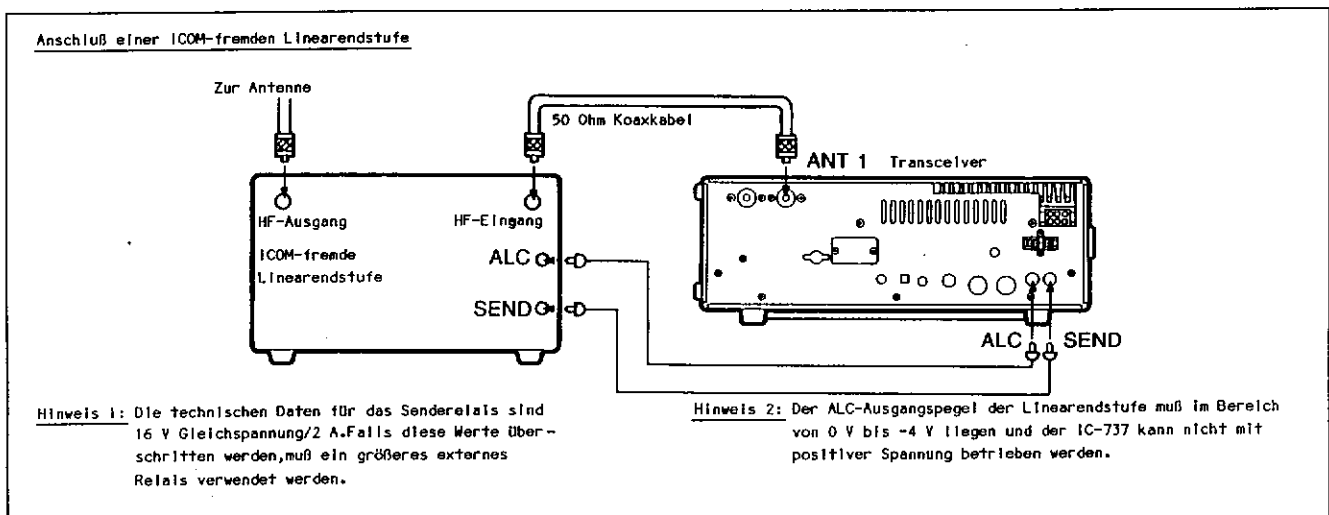 Anschluß einer ICOM-fremden Linearendstufe
Zur Antenne
50 Ohm Koaxkabel
ANT 1 Transceiver
HF-Ausgang
HF-Eingang
ICOM-fremde
Linearendstufe
ALC
SEND
ALC SEND
Hinweis 1: Die technischen Daten für das Senderelais sind
16 V Gleichspannung/2 A.Falls diese Werte über-
schritten werden,muß ein größeres externes
Relais verwendet werden.
Hinweis 2: Der ALC-Ausgangspegel der Linearendstufe muß im Bereich
von 0 V bis -4 V liegen und der IC-737 kann nicht mit
positiver Spannung betrieben werden.